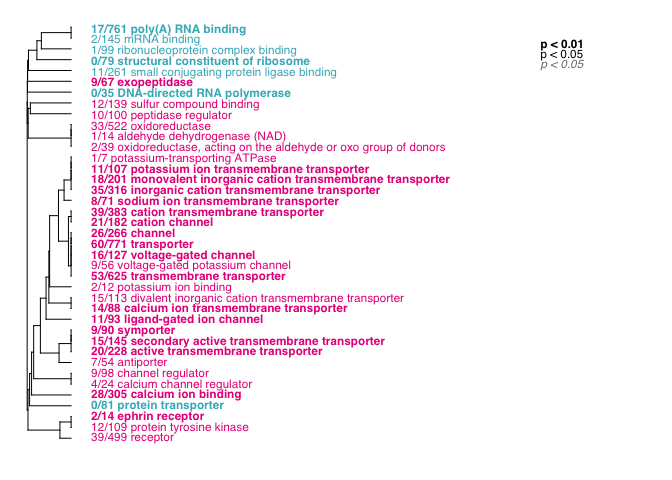 17/761 poly(A) RNA binding
2/145 mRNA binding
1/99 ribonucleoprotein complex binding
0/79 structural constituent of ribosome
11/261 small conjugating protein ligase binding
9/67 exopeptidase
0/35 DNA-directed RNA polymerase
12/139 sulfur compound binding
10/100 peptidase regulator
33/522 oxidoreductase
1/14 aldehyde dehydrogenase (NAD)
2/39 oxidoreductase, acting on the aldehyde or oxo group of donors
1/7 potassium-transporting ATPase
11/107 potassium ion transmembrane transporter
18/201 monovalent inorganic cation transmembrane transporter
35/316 inorganic cation transmembrane transporter
8/71 sodium ion transmembrane transporter
39/383 cation transmembrane transporter
21/182 cation channel
26/266 channel
60/771 transporter
16/127 voltage-gated channel
9/56 voltage-gated potassium channel
53/625 transmembrane transporter
2/12 potassium ion binding
15/113 divalent inorganic cation transmembrane transporter
14/88 calcium ion transmembrane transporter
11/93 ligand-gated ion channel
9/90 symporter
15/145 secondary active transmembrane transporter
20/228 active transmembrane transporter
7/54 antiporter
9/98 channel regulator
4/24 calcium channel regulator
28/305 calcium ion binding
0/81 protein transporter
2/14 ephrin receptor
12/109 protein tyrosine kinase
39/499 receptor
p < 0.01
p < 0.05
p < 0.05